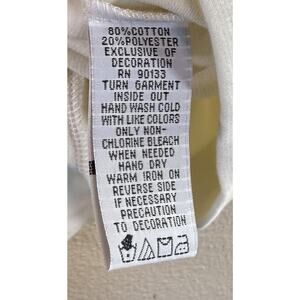 80%COTTON
20%POLYESTER
EXCLUSIVE OF
DECORATION
RN 90133
TURN GARMENT
INSIDE OUT
HAND WASH COLD
WITH LIKE COLORS
ONLY NON-
CHLORINE BLEACH
WHEN NEEDED
HANG DRY
WARM IRON ON
REVERSE SIDE
IF NECESSARY
PRECAUTION
TO DECORATION